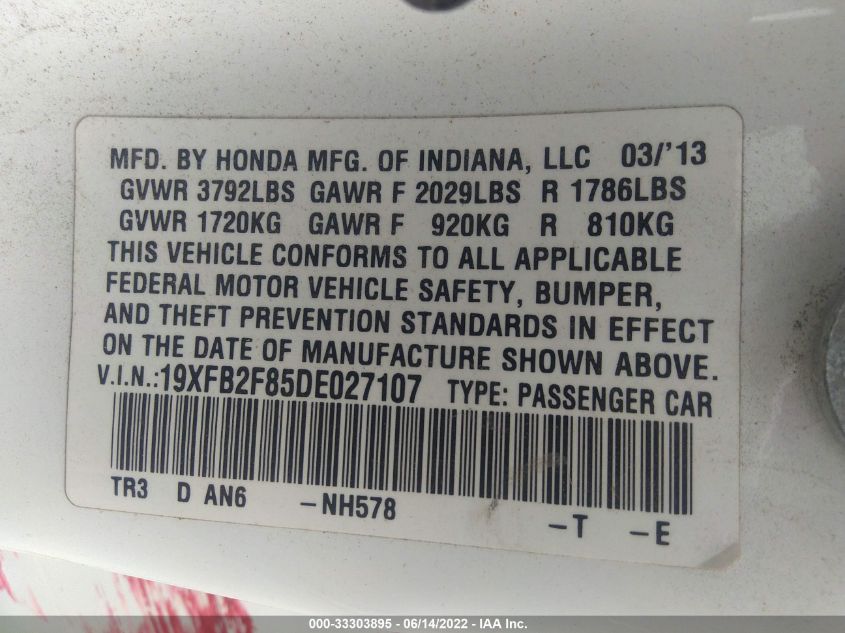 MFD. BY HONDA MFG. OF INDIANA, LLC 03/'13
GVWR 3792LBS GAWR F 2029LBS R 1786LBS
GVWR 1720KG GAWR F 920KG R 810KG
THIS VEHICLE CONFORMS TO ALL APPLICABLE
FEDERAL MOTOR VEHICLE SAFETY, BUMPER,
AND THEFT PREVENTION STANDARDS IN EFFECT
ON THE DATE OF MANUFACTURE SHOWN ABOVE.
V.I.N.:19XFB2F85DE027107 TYPE: PASSENGER CAR
TR3 D AN6 -NH578 -T -E
000-33303895 - 06/14/2022 - IAA Inc.